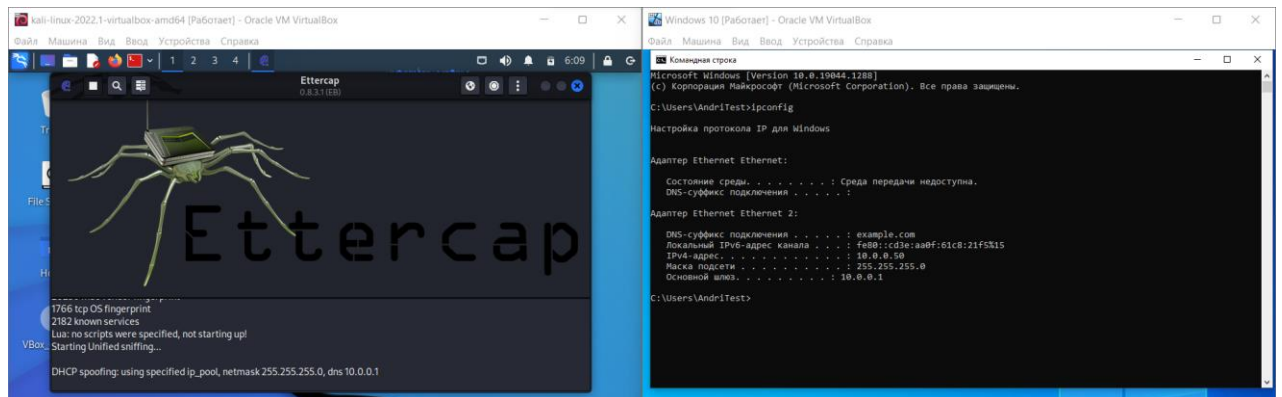 kali-linux-2022.1-virtualbox-amd64 [Работает] - Oracle VM VirtualBox
Файл Машина Вид Ввод Устройства Справка
1 2 3 4
6:09
Ettercap
0.8.3.1 (EB)
Tr
File S
VBox_
Ettercap
1766 tcp OS fingerprint
2182 known services
Lua: no scripts were specified, not starting up!
Starting Unified sniffing...
DHCP spoofing: using specified ip_pool, netmask 255.255.255.0, dns 10.0.0.1
Windows 10 [Работает] - Oracle VM VirtualBox
Файл Машина Вид Ввод Устройства Справка
Командная строка
Microsoft Windows [Version 10.0.19044.1288]
(c) Корпорация Майкрософт (Microsoft Corporation). Все права защищены.
C:\Users\AndriTest>ipconfig
Настройка протокола IP для Windows
Адаптер Ethernet Ethernet:
Состояние среды. . . . . . . . : Среда передачи недоступна.
DNS-суффикс подключения . . . . . :
Адаптер Ethernet Ethernet 2:
DNS-суффикс подключения . . . . . : example.com
Локальный IPv6-адрес канала . . . : fe80::cd3e:aa0f:61c8:21f5%15
IPv4-адрес. . . . . . . . . . . . : 10.0.0.50
Маска подсети . . . . . . . . . . : 255.255.255.0
Основной шлюз. . . . . . . . . : 10.0.0.1
C:\Users\AndriTest>